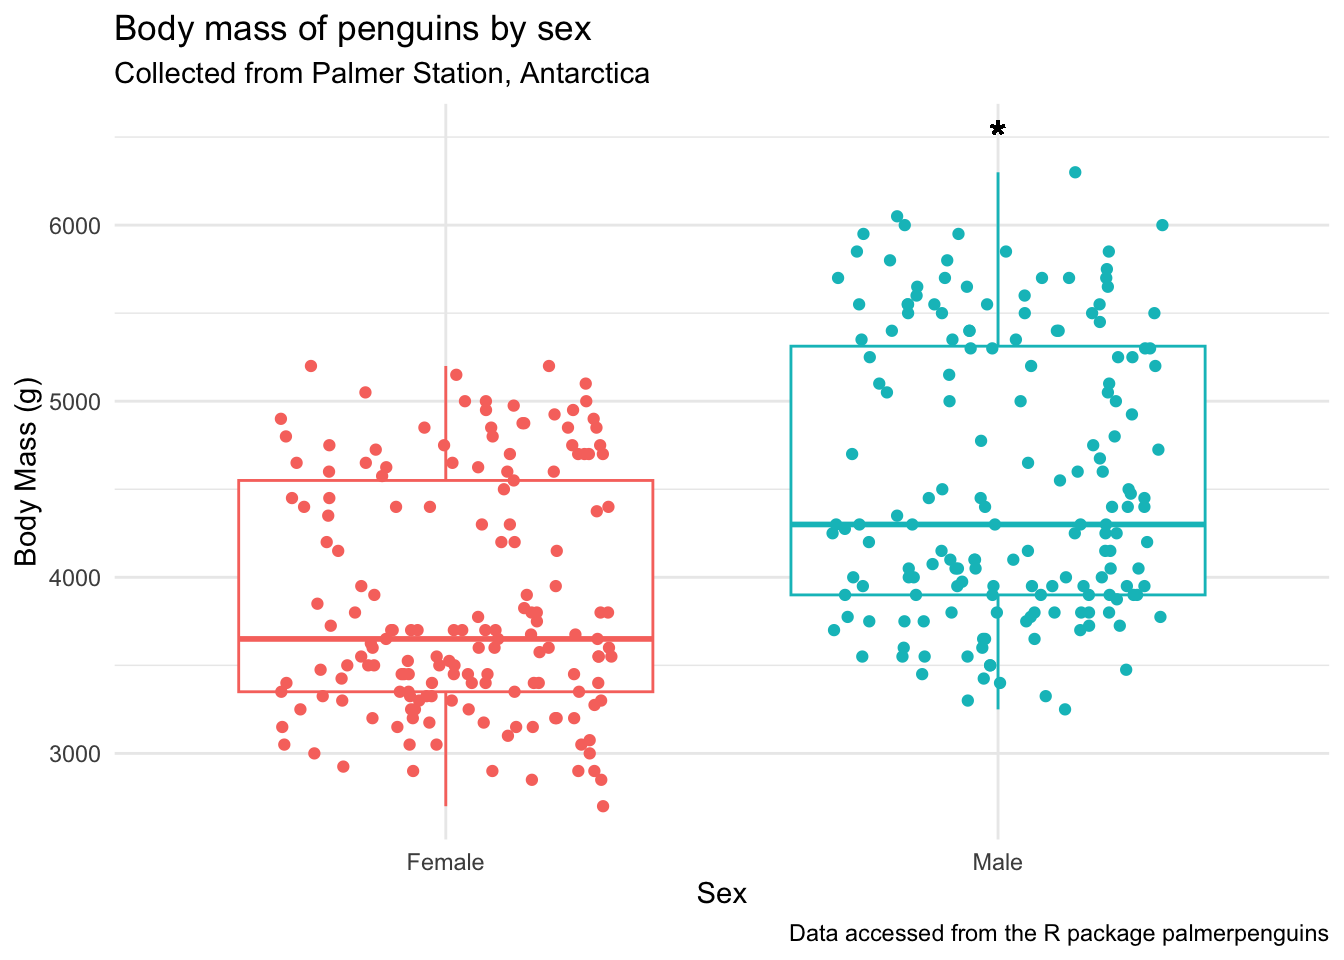 Body mass of penguins by sex
Collected from Palmer Station, Antarctica
*
Body Mass (g)
6000
5000
4000
3000
Female
Male
Sex
Data accessed from the R package palmerpenguins